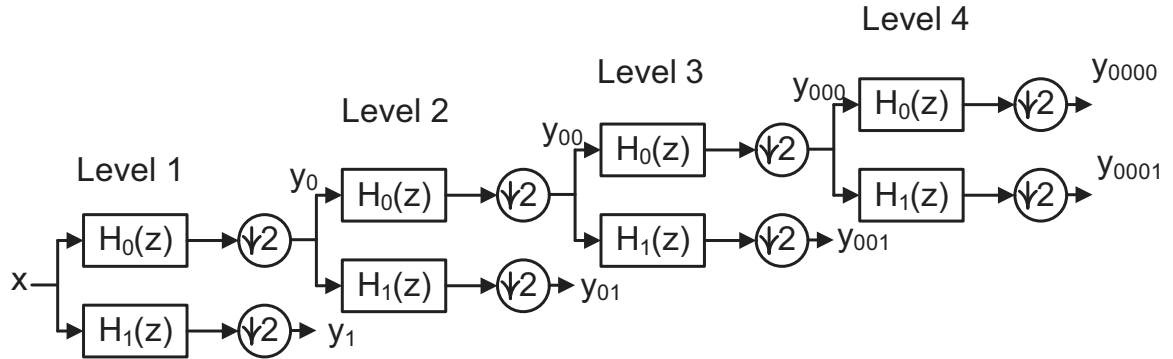 Level 4
Level 3
Level 2
Level 1
y₀₀₀₀
y₀₀₀ H₀(z) ↓2
y₀₀ H₀(z) ↓2
H₁(z) ↓2 y₀₀₀₁
y₀ H₀(z) ↓2
H₀(z) ↓2
H₁(z) ↓2 y₀₀₁
x
H₁(z) ↓2 y₀₁
H₁(z) ↓2 y₁